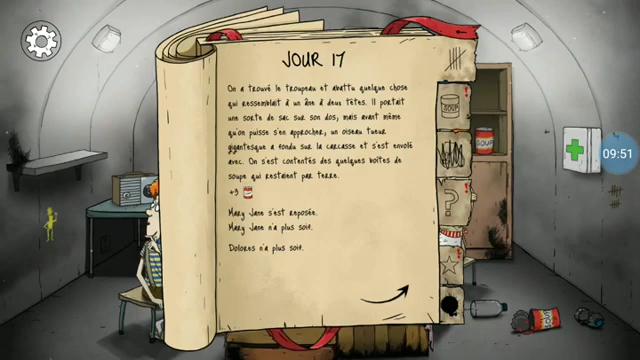 JOUR 17
On a trouvé le troupeau et abattu quelque chose
qui ressemblait à un âne à deux têtes. Il portait
une sorte de sac sur son dos, mais avant même
qu'on puisse s'en approcher, un oiseau tueur
gigantesque a fondu sur la carcasse et s'est envolé
avec. On s'est contentés des quelques boîtes de
soupe qui restaient par terre.
+3
Mary Jane s'est reposée.
Mary Jane n'a plus soif.
Dolores n'a plus soif.
SOUP
!
SOUP
09:51
?
!
!
SOUP